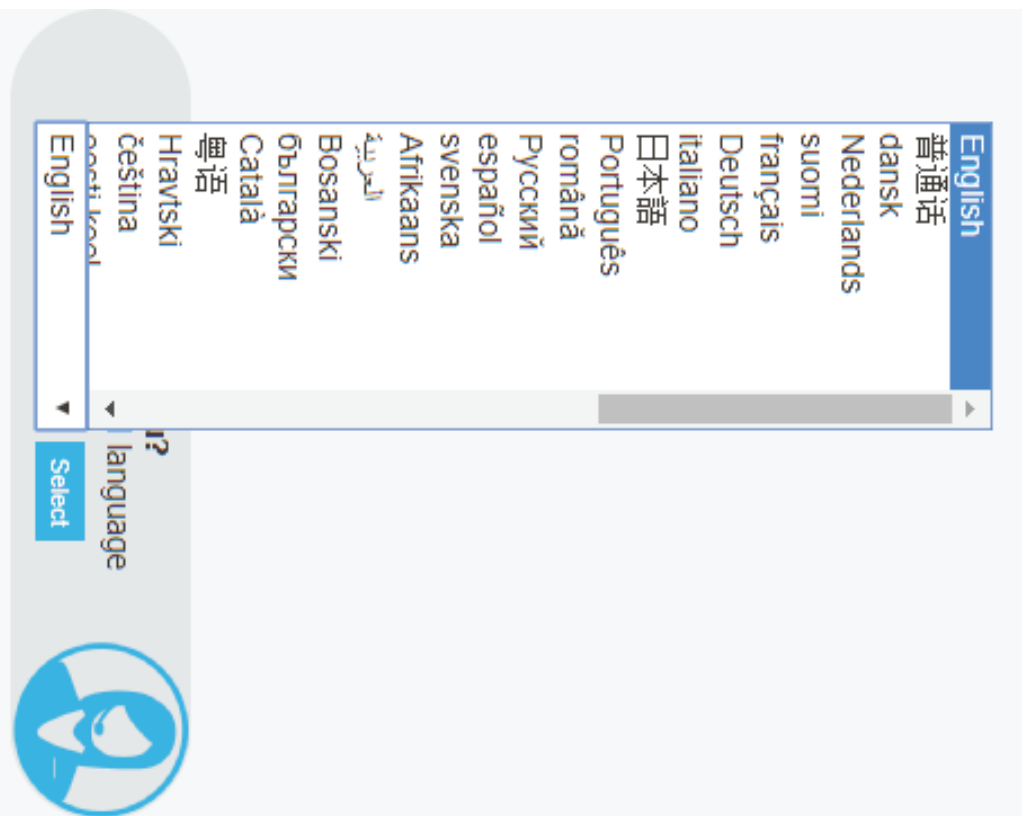 English
普通话
dansk
Nederlands
suomi
français
Deutsch
italiano
日本語
Português
română
Русский
español
svenska
Afrikaans
العربية
Bosanski
български
Català
粤语
Hravtski
čeština
English
language
Select